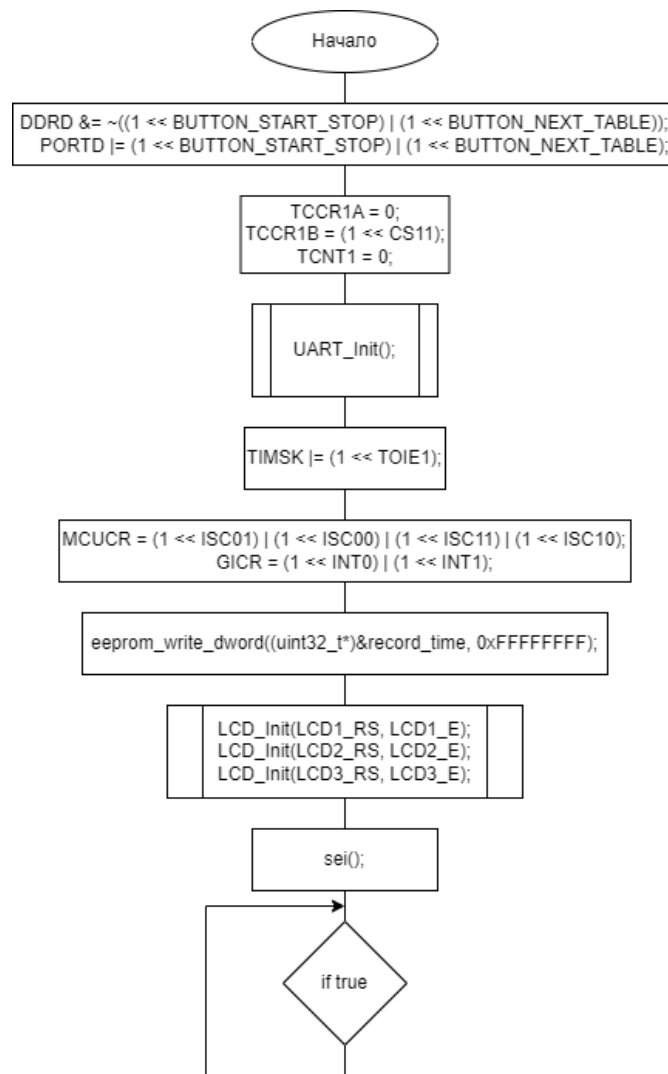 Начало
DDRD &= ~((1 << BUTTON_START_STOP) | (1 << BUTTON_NEXT_TABLE));
PORTD |= (1 << BUTTON_START_STOP) | (1 << BUTTON_NEXT_TABLE);
TCCR1A = 0;
TCCR1B = (1 << CS11);
TCNT1 = 0;
UART_Init();
TIMSK |= (1 << TOIE1);
MCUCR = (1 << ISC01) | (1 << ISC00) | (1 << ISC11) | (1 << ISC10);
GICR = (1 << INT0) | (1 << INT1);
eeprom_write_dword((uint32_t*)&record_time, 0xFFFFFFFF);
LCD_Init(LCD1_RS, LCD1_E);
LCD_Init(LCD2_RS, LCD2_E);
LCD_Init(LCD3_RS, LCD3_E);
sei();
if true